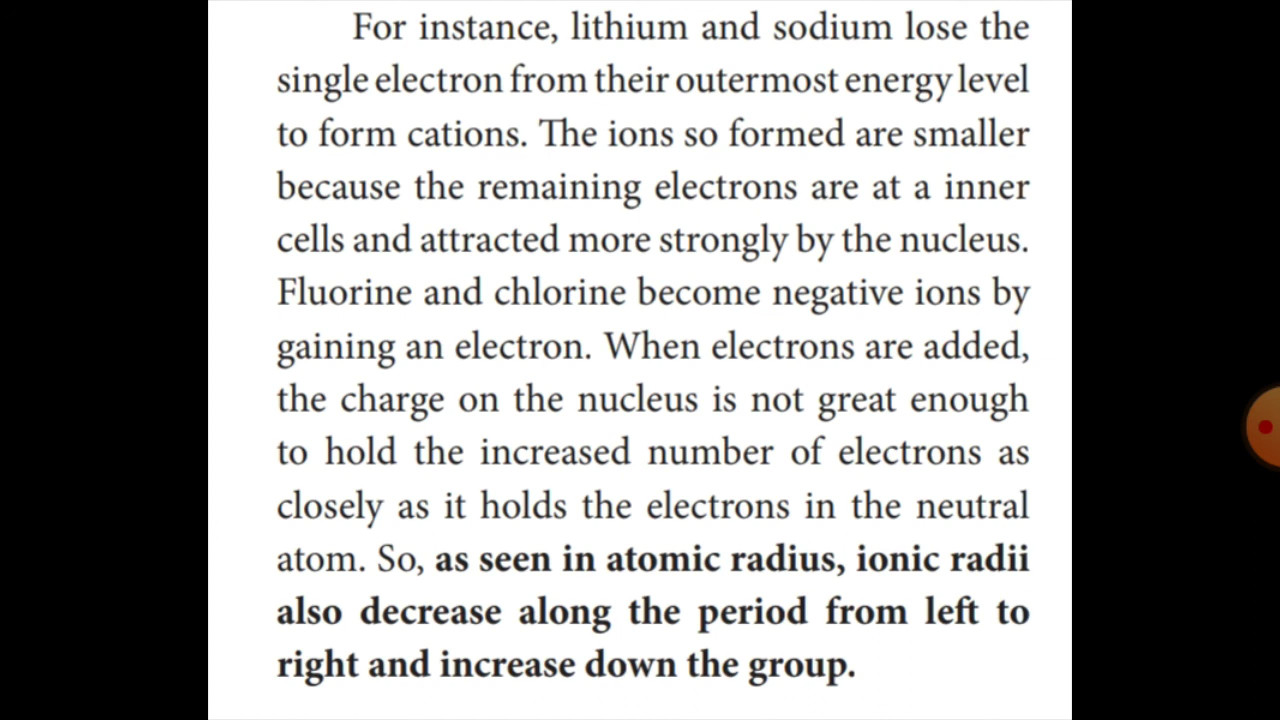 For instance, lithium and sodium lose the
single electron from their outermost energy level
to form cations. The ions so formed are smaller
because the remaining electrons are at a inner
cells and attracted more strongly by the nucleus.
Fluorine and chlorine become negative ions by
gaining an electron. When electrons are added,
the charge on the nucleus is not great enough
to hold the increased number of electrons as
closely as it holds the electrons in the neutral
atom. So, as seen in atomic radius, ionic radii
also decrease along the period from left to
right and increase down the group.